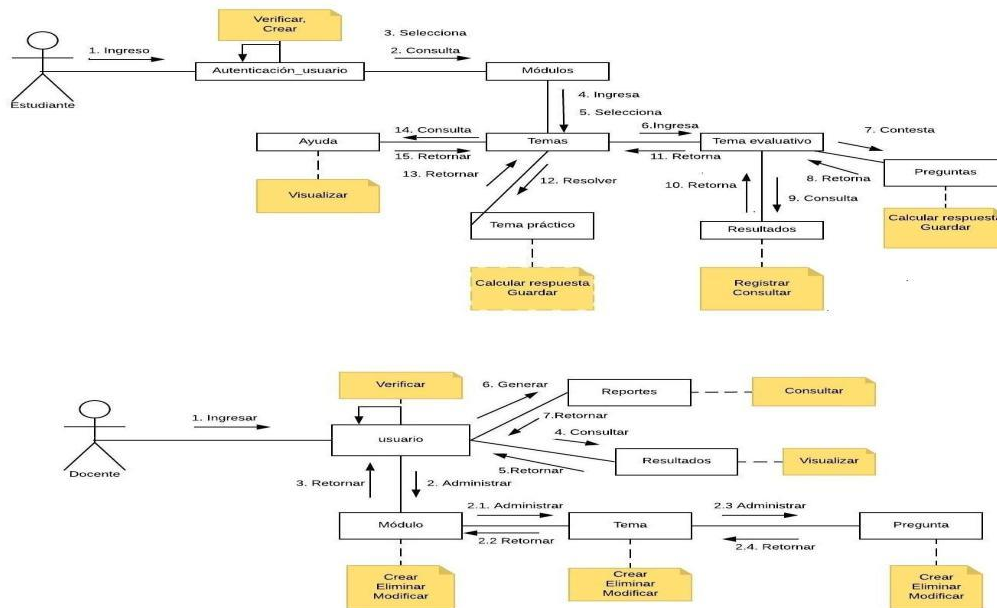 Verificar,
Crear
3. Selecciona
1. Ingreso
2. Consulta
Autenticación_usuario
Módulos
Estudiante
4. Ingresa
5. Selecciona
14. Consulta
6.Ingresa
7. Contesta
Ayuda
Temas
Tema evaluativo
15. Retornar
11. Retorna
13. Retornar
12. Resolver
10. Retorna
8. Retorna
Preguntas
Visualizar
9. Consulta
Tema práctico
Resultados
Calcular respuesta
Guardar
Calcular respuesta
Guardar
Registrar
Consultar
Verificar
6. Generar
Reportes
Consultar
1. Ingresar
7.Retornar
usuario
4. Consultar
Docente
Resultados
Visualizar
5.Retornar
3. Retornar
2. Administrar
2.1. Administrar
2.3 Administrar
Módulo
Tema
Pregunta
2.2 Retornar
2.4. Retornar
Crear
Eliminar
Modificar
Crear
Eliminar
Modificar
Crear
Eliminar
Modificar